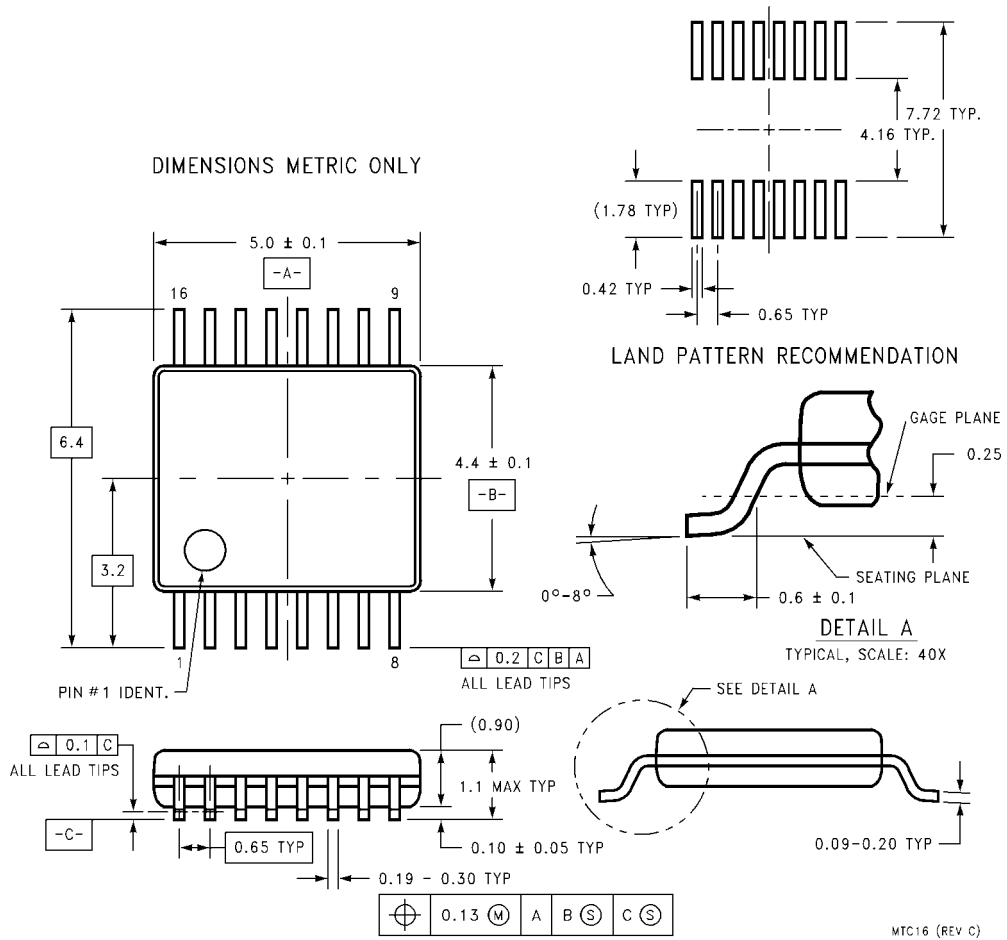 7.72 TYP.
4.16 TYP.
(1.78 TYP)
0.42 TYP
0.65 TYP
LAND PATTERN RECOMMENDATION
DIMENSIONS METRIC ONLY
5.0 ± 0.1
-A-
16
9
6.4
4.4 ± 0.1
-B-
3.2
1
8
PIN #1 IDENT.
⌓ 0.2 C B A
ALL LEAD TIPS
GAGE PLANE
0.25
SEATING PLANE
0°-8°
0.6 ± 0.1
DETAIL A
TYPICAL, SCALE: 40X
SEE DETAIL A
0.09-0.20 TYP
⌓ 0.1 C
ALL LEAD TIPS
-C-
(0.90)
1.1 MAX TYP
0.65 TYP
0.10 ± 0.05 TYP
0.19 - 0.30 TYP
⌖ 0.13 Ⓜ A B Ⓢ C Ⓢ
MTC16 (REV C)